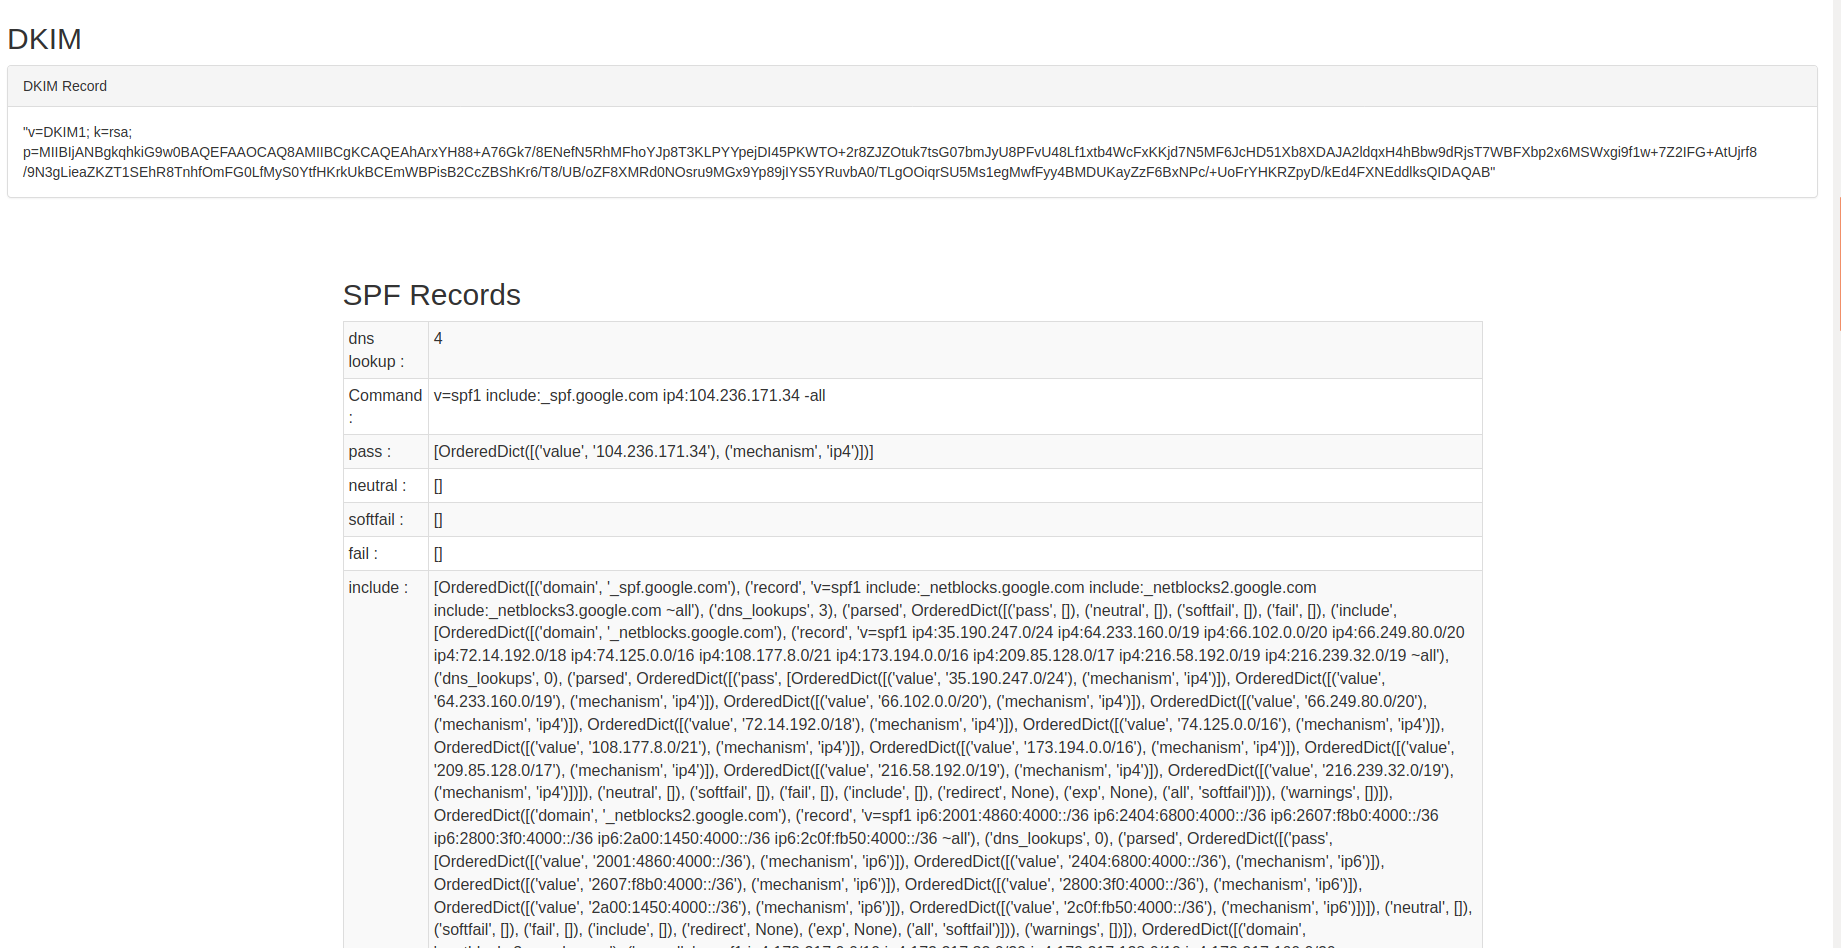 DKIM
DKIM Record
"v=DKIM1; k=rsa;
p=MIIBIjANBgkqhkiG9w0BAQEFAAOCAQ8AMIIBCgKCAQEAhArxYH88+A76Gk7/8ENefN5RhMFhoYJp8T3KLPYYpejDI45PKWTO+2r8ZJZOtuk7tsG07bmJyU8PFvU48Lf1xtb4WcFxKKjd7N5MF6JcHD51Xb8XDAJA2ldqxH4hBbw9dRjsT7WBFXbp2x6MSWxgi9f1w+7Z2IFG+AtUjrf8
/9N3gLieaZKZT1SEhR8TnhfOmFG0LfMyS0YtfHKrkUkBCEmWBPisB2CcZBShKr6/T8/UB/oZF8XMRd0NOsru9MGx9Yp89jIYS5YRuvbA0/TLgOOiqrSU5Ms1egMwfFyy4BMDUKayZzF6BxNPc/+UoFrYHKRZpyD/kEd4FXNEddlksQIDAQAB"
SPF Records
dns 4
lookup :
Command v=spf1 include:_spf.google.com ip4:104.236.171.34 -all
:
pass : [OrderedDict([('value', '104.236.171.34'), ('mechanism', 'ip4')])]
neutral : []
softfail : []
fail : []
include : [OrderedDict([('domain', '_spf.google.com'), ('record', 'v=spf1 include:_netblocks.google.com include:_netblocks2.google.com
include:_netblocks3.google.com ~all'), ('dns_lookups', 3), ('parsed', OrderedDict([('pass', []), ('neutral', []), ('softfail', []), ('fail', []), ('include',
[OrderedDict([('domain', '_netblocks.google.com'), ('record', 'v=spf1 ip4:35.190.247.0/24 ip4:64.233.160.0/19 ip4:66.102.0.0/20 ip4:66.249.80.0/20
ip4:72.14.192.0/18 ip4:74.125.0.0/16 ip4:108.177.8.0/21 ip4:173.194.0.0/16 ip4:209.85.128.0/17 ip4:216.58.192.0/19 ip4:216.239.32.0/19 ~all'),
('dns_lookups', 0), ('parsed', OrderedDict([('pass', [OrderedDict([('value', '35.190.247.0/24'), ('mechanism', 'ip4')]), OrderedDict([('value',
'64.233.160.0/19'), ('mechanism', 'ip4')]), OrderedDict([('value', '66.102.0.0/20'), ('mechanism', 'ip4')]), OrderedDict([('value', '66.249.80.0/20'),
('mechanism', 'ip4')]), OrderedDict([('value', '72.14.192.0/18'), ('mechanism', 'ip4')]), OrderedDict([('value', '74.125.0.0/16'), ('mechanism', 'ip4')]),
OrderedDict([('value', '108.177.8.0/21'), ('mechanism', 'ip4')]), OrderedDict([('value', '173.194.0.0/16'), ('mechanism', 'ip4')]), OrderedDict([('value',
'209.85.128.0/17'), ('mechanism', 'ip4')]), OrderedDict([('value', '216.58.192.0/19'), ('mechanism', 'ip4')]), OrderedDict([('value', '216.239.32.0/19'),
('mechanism', 'ip4')])]), ('neutral', []), ('softfail', []), ('fail', []), ('include', []), ('redirect', None), ('exp', None), ('all', 'softfail')])), ('warnings', [])]),
OrderedDict([('domain', '_netblocks2.google.com'), ('record', 'v=spf1 ip6:2001:4860:4000::/36 ip6:2404:6800:4000::/36 ip6:2607:f8b0:4000::/36
ip6:2800:3f0:4000::/36 ip6:2a00:1450:4000::/36 ip6:2c0f:fb50:4000::/36 ~all'), ('dns_lookups', 0), ('parsed', OrderedDict([('pass',
[OrderedDict([('value', '2001:4860:4000::/36'), ('mechanism', 'ip6')]), OrderedDict([('value', '2404:6800:4000::/36'), ('mechanism', 'ip6')]),
OrderedDict([('value', '2607:f8b0:4000::/36'), ('mechanism', 'ip6')]), OrderedDict([('value', '2800:3f0:4000::/36'), ('mechanism', 'ip6')]),
OrderedDict([('value', '2a00:1450:4000::/36'), ('mechanism', 'ip6')]), OrderedDict([('value', '2c0f:fb50:4000::/36'), ('mechanism', 'ip6')])]), ('neutral', []),
('softfail', []), ('fail', []), ('include', []), ('redirect', None), ('exp', None), ('all', 'softfail')])), ('warnings', [])]), OrderedDict([('domain',